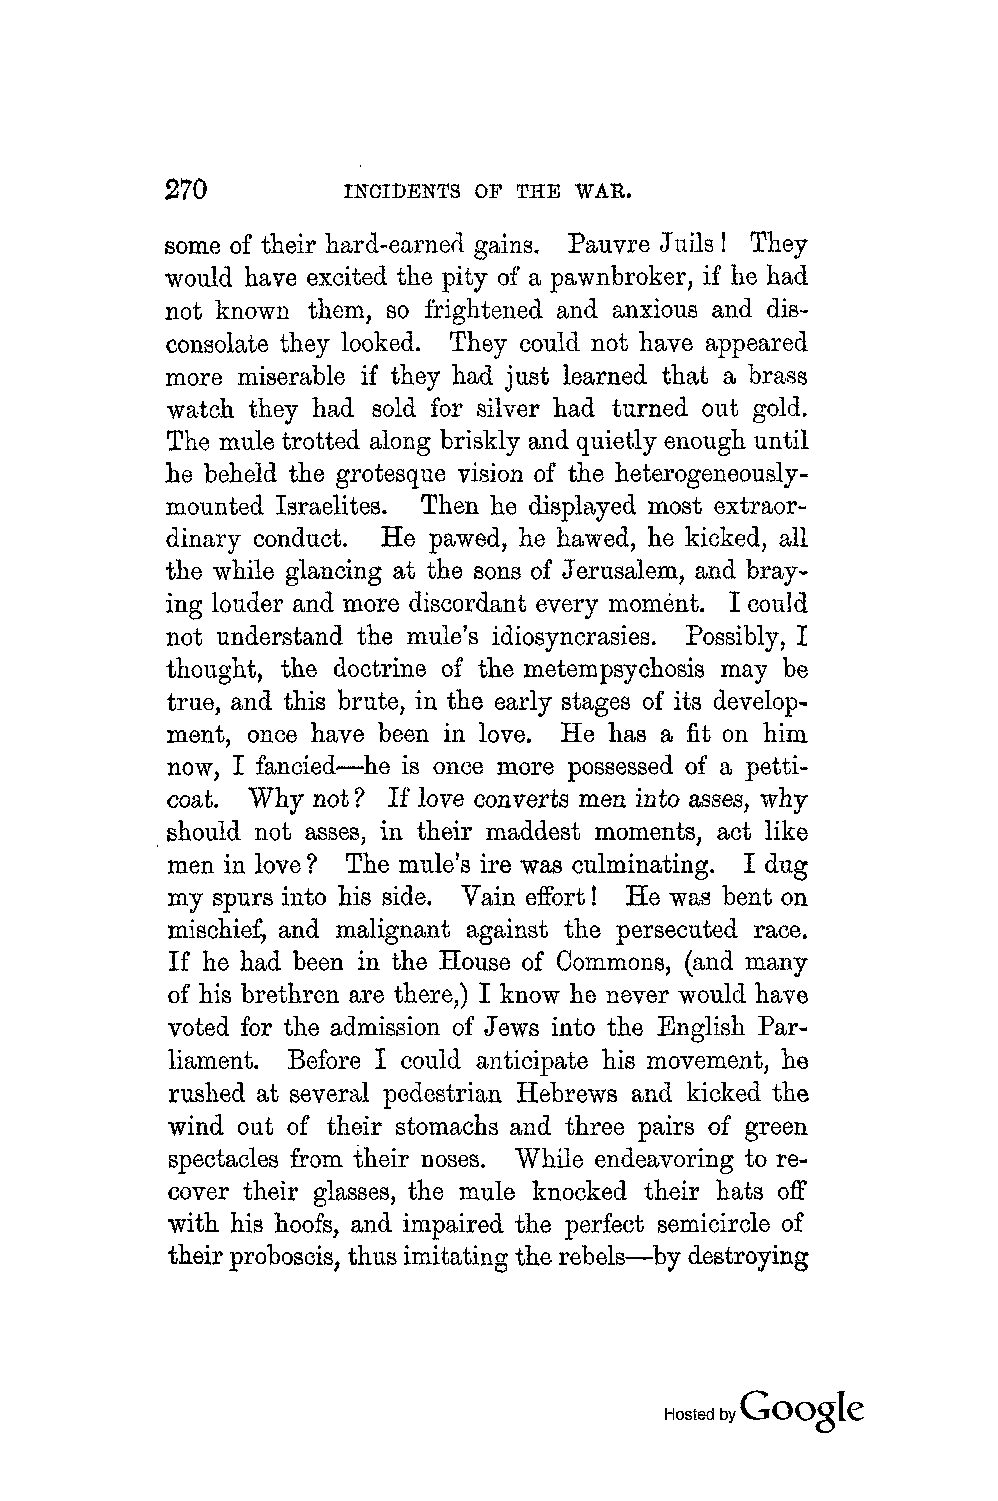 270 INCIDENTS OF THE WAR.
some of their hard-earned gains. Pauvre Juils! They
would have excited the pity of a pawnbroker, if he had
not known them, so frightened and anxious and dis-
consolate they looked. They could not have appeared
more miserable if they had just learned that a brass
watch they had sold for silver had turned out gold.
The mule trotted along briskly and quietly enough until
he beheld the grotesque vision of the heterogeneously-
mounted Israelites. Then he displayed most extraor-
dinary conduct. He pawed, he hawed, he kicked, all
the while glancing at the sons of Jerusalem, and bray-
ing louder and more discordant every moment. I could
not understand the mule's idiosyncrasies. Possibly, I
thought, the doctrine of the metempsychosis may be
true, and this brute, in the early stages of its develop-
ment, once have been in love. He has a fit on him
now, I fancied—he is once more possessed of a petti-
coat. Why not? If love converts men into asses, why
should not asses, in their maddest moments, act like
men in love? The mule's ire was culminating. I dug
my spurs into his side. Vain effort! He was bent on
mischief, and malignant against the persecuted race.
If he had been in the House of Commons, (and many
of his brethren are there,) I know he never would have
voted for the admission of Jews into the English Par-
liament. Before I could anticipate his movement, he
rushed at several pedestrian Hebrews and kicked the
wind out of their stomachs and three pairs of green
spectacles from their noses. While endeavoring to re-
cover their glasses, the mule knocked their hats off
with his hoofs, and impaired the perfect semicircle of
their proboscis, thus imitating the rebels—by destroying
Hosted by Google